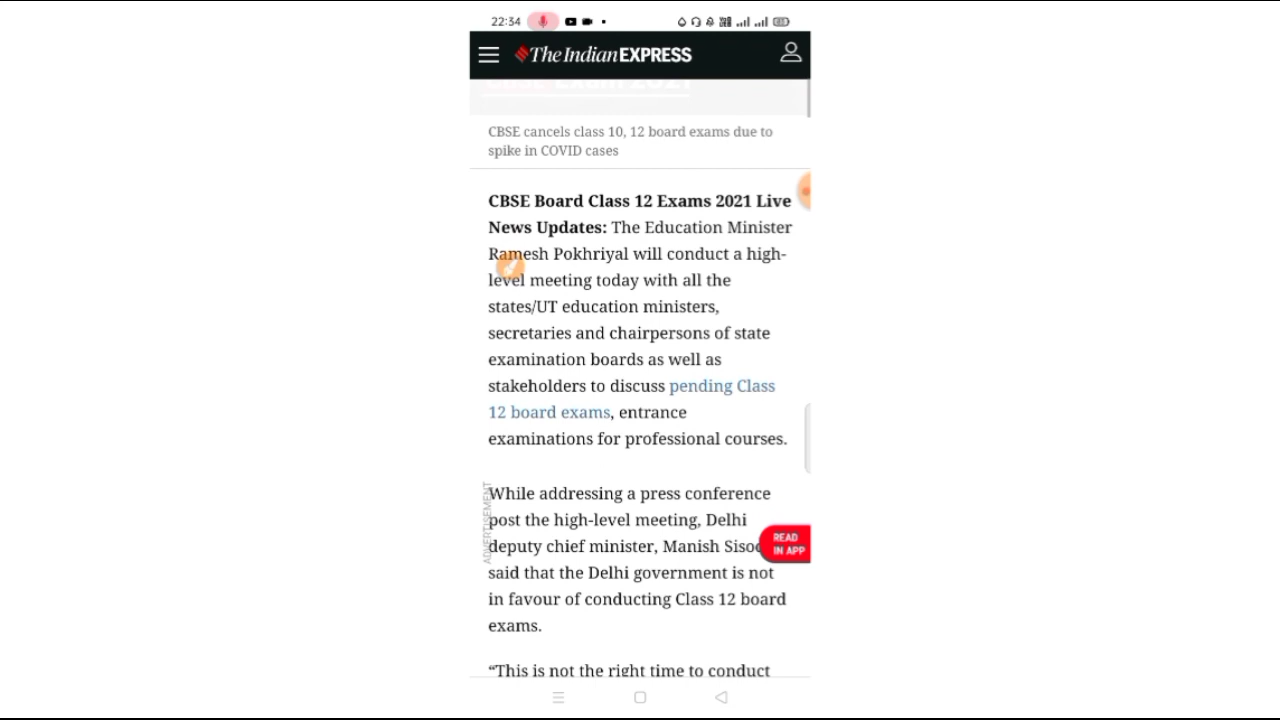 22:34
The Indian EXPRESS
CBSE cancels class 10, 12 board exams due to
spike in COVID cases
CBSE Board Class 12 Exams 2021 Live
News Updates: The Education Minister
Ramesh Pokhriyal will conduct a high-
level meeting today with all the
states/UT education ministers,
secretaries and chairpersons of state
examination boards as well as
stakeholders to discuss pending Class
12 board exams, entrance
examinations for professional courses.
ADVERTISEMENT
While addressing a press conference
post the high-level meeting, Delhi
deputy chief minister, Manish
said that the Delhi government is not
in favour of conducting Class 12 board
exams.
READ
IN APP
“This is not the right time to conduct